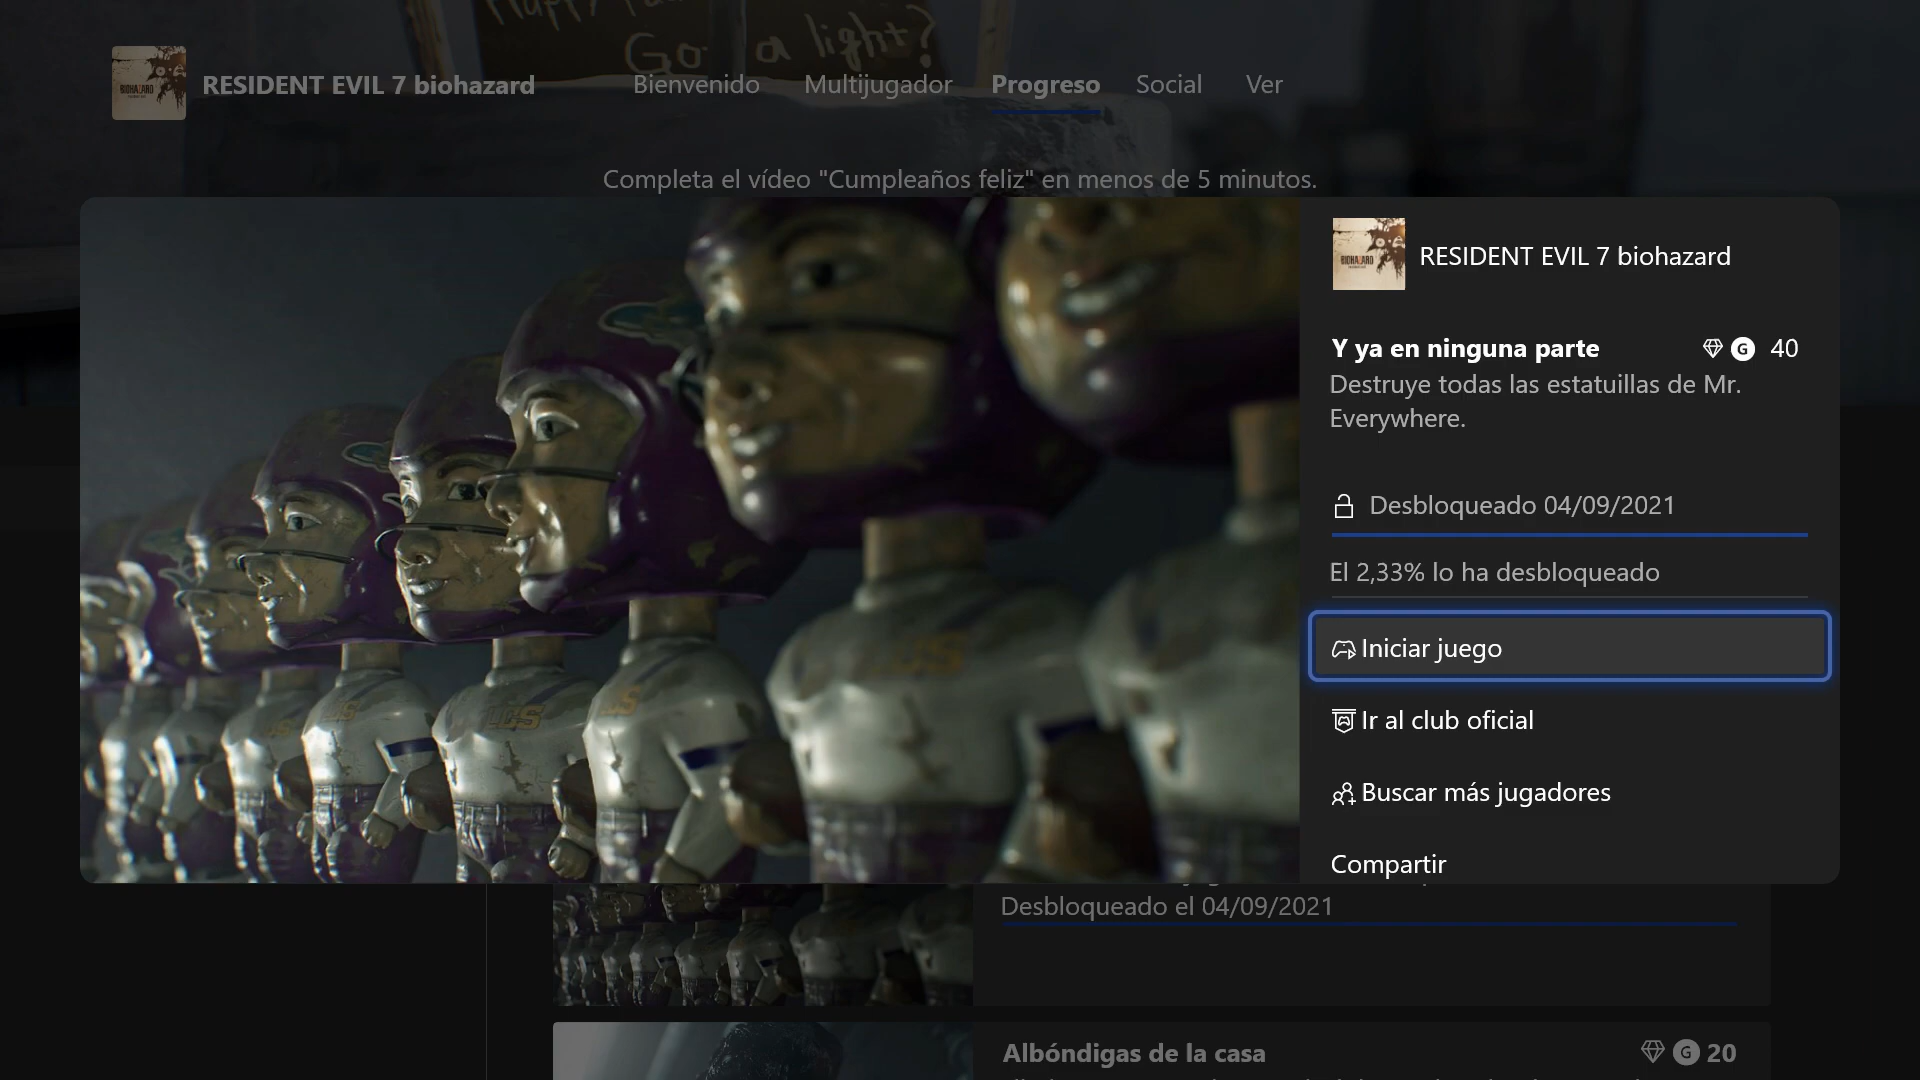 Go a light?
RESIDENT EVIL 7 biohazard
Bienvenido
Multijugador
Progreso
Social
Ver
Completa el vídeo "Cumpleaños feliz" en menos de 5 minutos.
BIOHAZARD
RESIDENT EVIL 7 biohazard
Y ya en ninguna parte
G 40
Destruye todas las estatuillas de Mr.
Everywhere.
Desbloqueado 04/09/2021
El 2,33% lo ha desbloqueado
Iniciar juego
Ir al club oficial
Buscar más jugadores
Compartir
Desbloqueado el 04/09/2021
Albóndigas de la casa
G 20